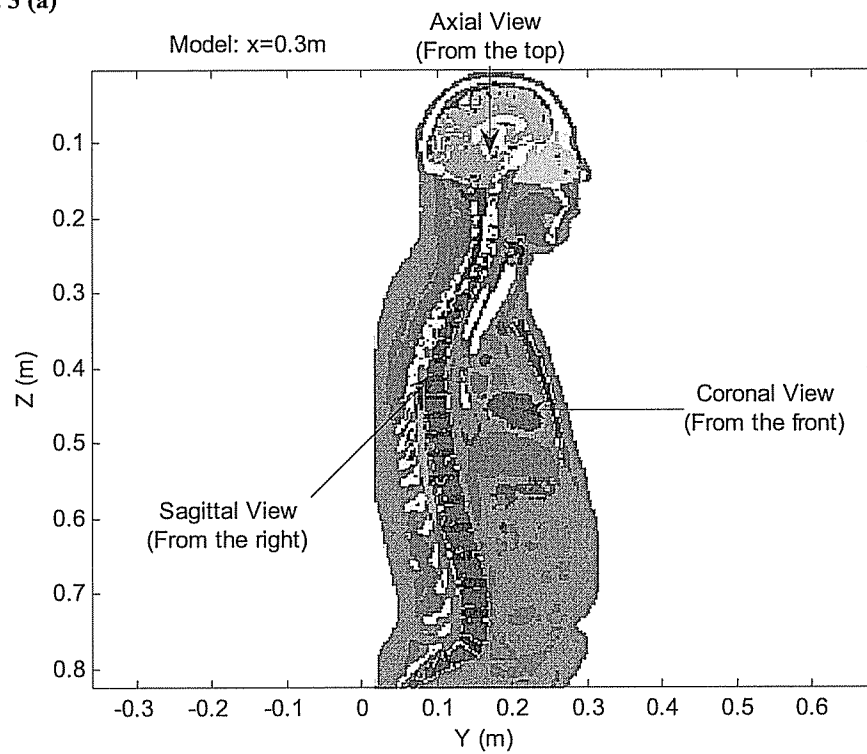 3 (a)
Axial View
(From the top)
Model: x=0.3m
0.1
0.2
0.3
0.4
0.5
0.6
0.7
0.8
Z (m)
Coronal View
(From the front)
Sagittal View
(From the right)
-0.3 -0.2 -0.1 0 0.1 0.2 0.3 0.4 0.5 0.6
Y (m)